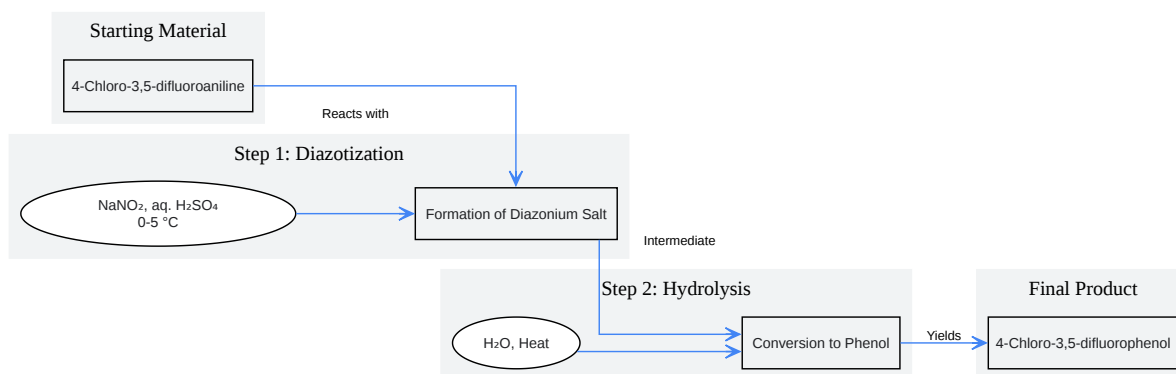 Starting Material
4-Chloro-3,5-difluoroaniline
Reacts with
Step 1: Diazotization
NaNO₂, aq. H₂SO₄
0-5 °C
Formation of Diazonium Salt
Intermediate
Step 2: Hydrolysis
H₂O, Heat
Conversion to Phenol
Yields
Final Product
4-Chloro-3,5-difluorophenol